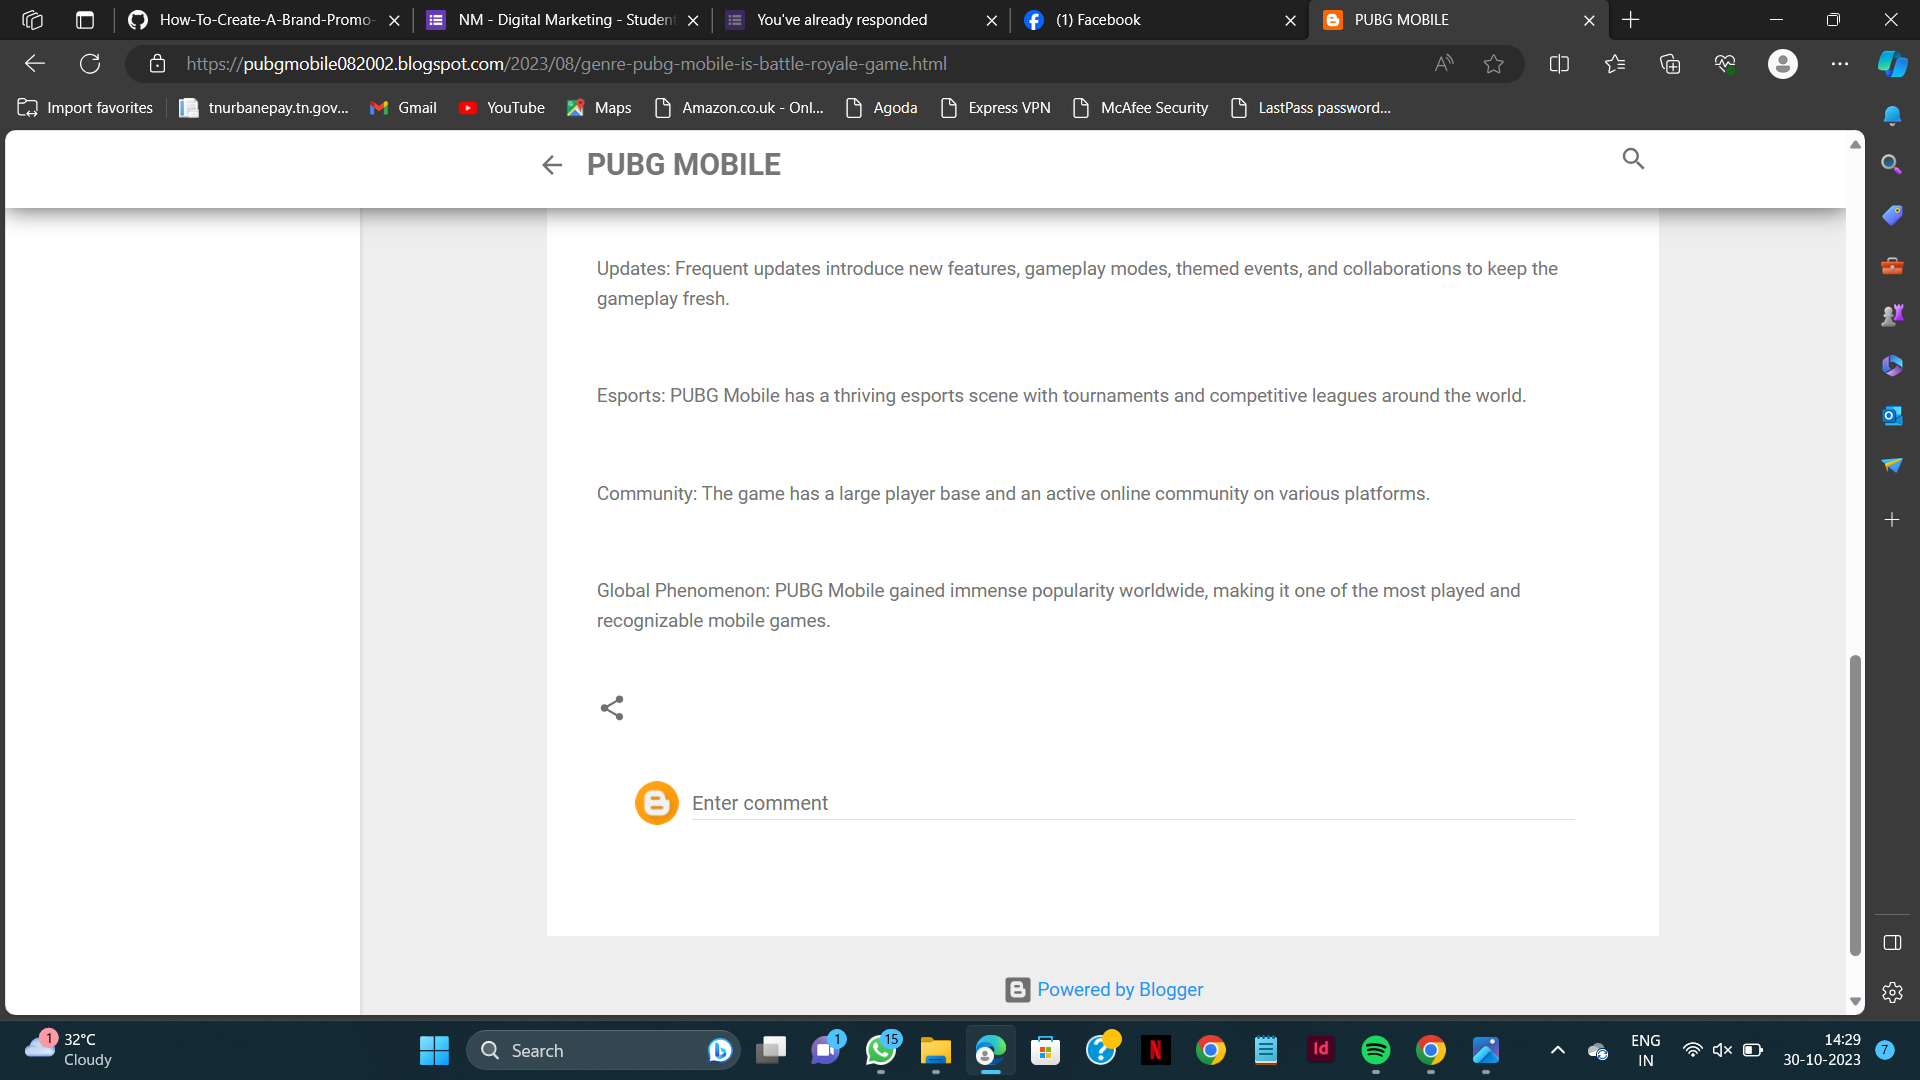 How-To-Create-A-Brand-Promo-
NM - Digital Marketing - Studen
You've already responded
(1) Facebook
PUBG MOBILE
https://pubgmobile082002.blogspot.com/2023/08/genre-pubg-mobile-is-battle-royale-game.html
Import favorites
tnurbanepay.tn.gov...
Gmail
YouTube
Maps
Amazon.co.uk - Onl...
Agoda
Express VPN
McAfee Security
LastPass password...
PUBG MOBILE
Updates: Frequent updates introduce new features, gameplay modes, themed events, and collaborations to keep the
gameplay fresh.
Esports: PUBG Mobile has a thriving esports scene with tournaments and competitive leagues around the world.
Community: The game has a large player base and an active online community on various platforms.
Global Phenomenon: PUBG Mobile gained immense popularity worldwide, making it one of the most played and
recognizable mobile games.
Enter comment
Powered by Blogger
1
32°C
Cloudy
Search
1
15
N
Id
ENG
IN
14:29
30-10-2023
7